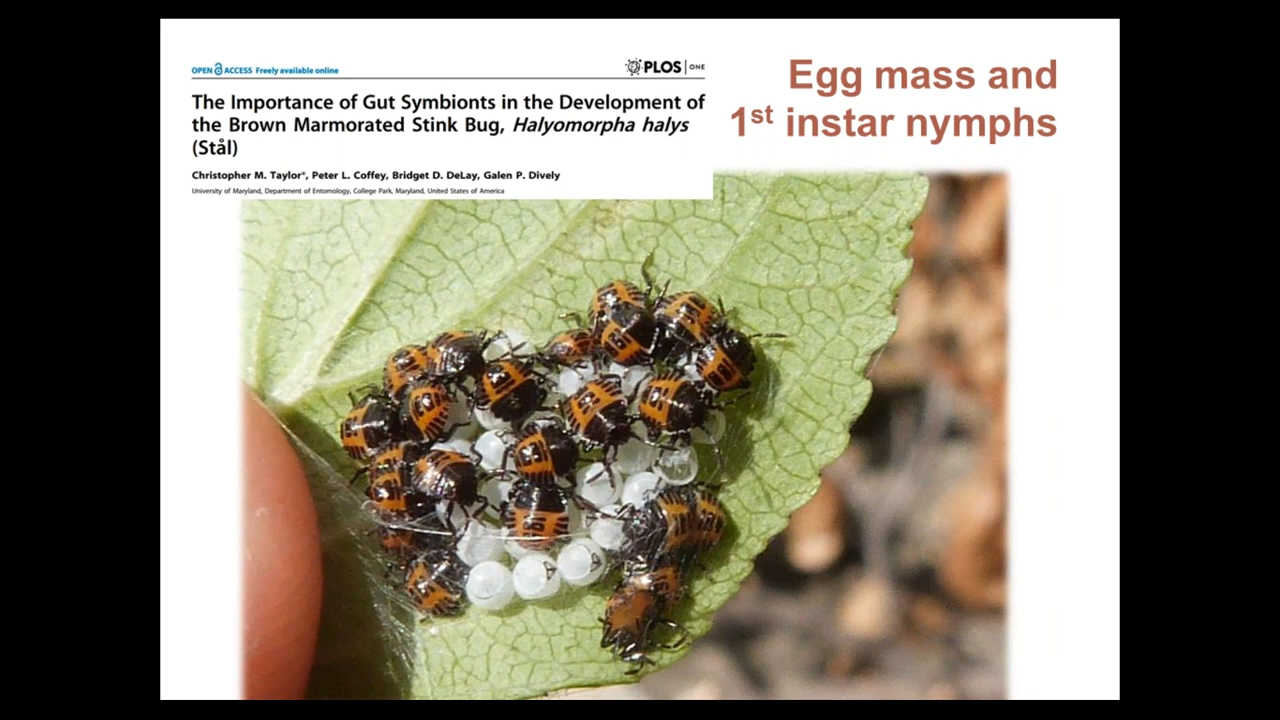 OPEN ACCESS Freely available online
PLOS | ONE
The Importance of Gut Symbionts in the Development of
the Brown Marmorated Stink Bug, Halyomorpha halys
(Stål)
Christopher M. Taylor*, Peter L. Coffey, Bridget D. DeLay, Galen P. Dively
University of Maryland, Department of Entomology, College Park, Maryland, United States of America
Egg mass and
1st instar nymphs